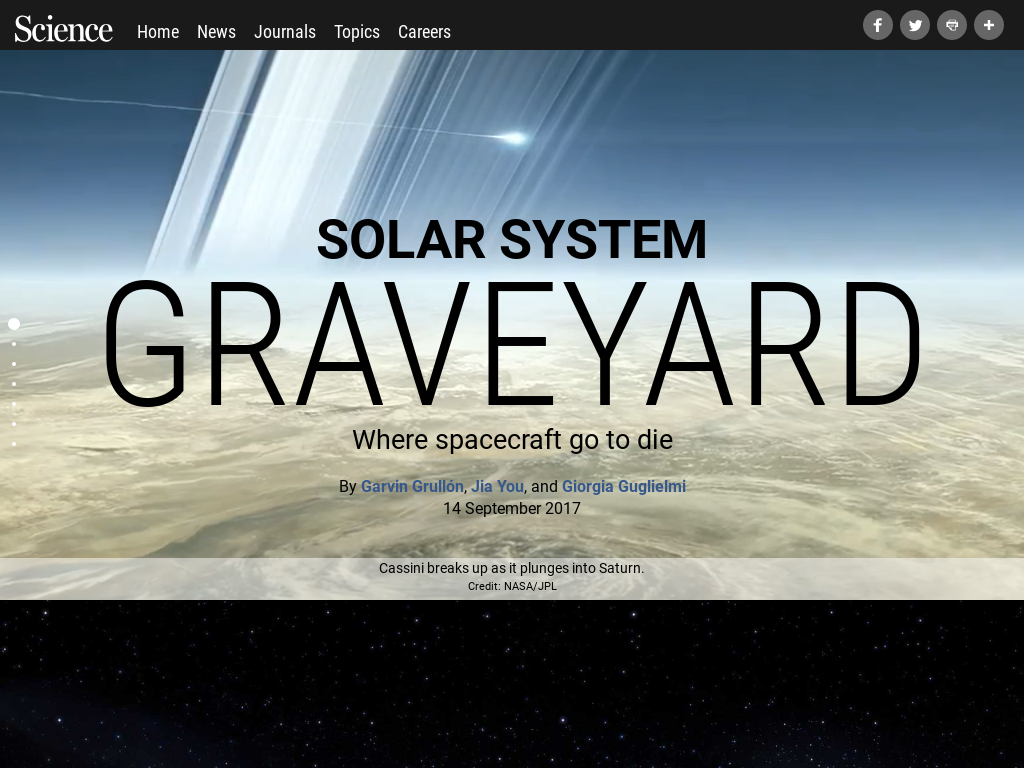 Science
Home News Journals Topics Careers
SOLAR SYSTEM
GRAVEYARD
Where spacecraft go to die
By Garvin Grullón, Jia You, and Giorgia Guglielmi
14 September 2017
Cassini breaks up as it plunges into Saturn.
Credit: NASA/JPL